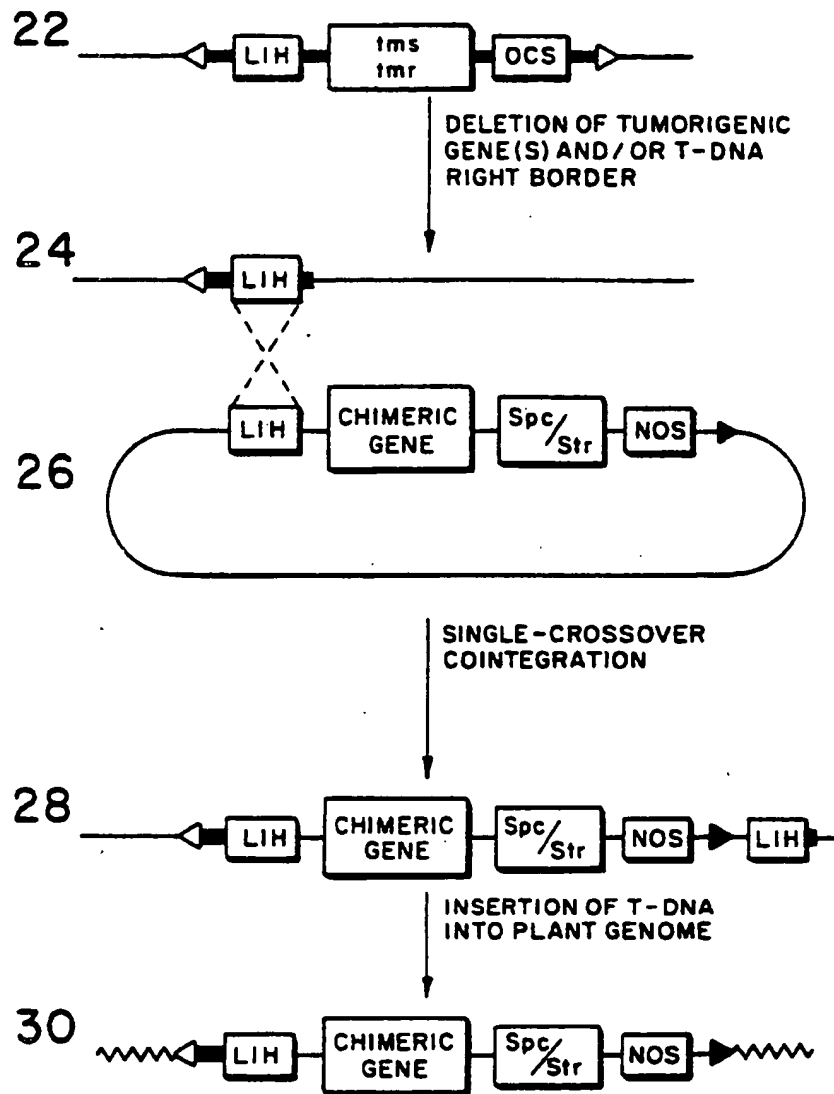 22
LIH
tms
tmr
OCS
DELETION OF TUMORIGENIC
GENE(S) AND/OR T-DNA
RIGHT BORDER
24
LIH
LIH
CHIMERIC
GENE
Spc/
Str
NOS
26
SINGLE-CROSSOVER
COINTEGRATION
28
LIH
CHIMERIC
GENE
Spc/
Str
NOS
LIH
INSERTION OF T-DNA
INTO PLANT GENOME
30
LIH
CHIMERIC
GENE
Spc/
Str
NOS